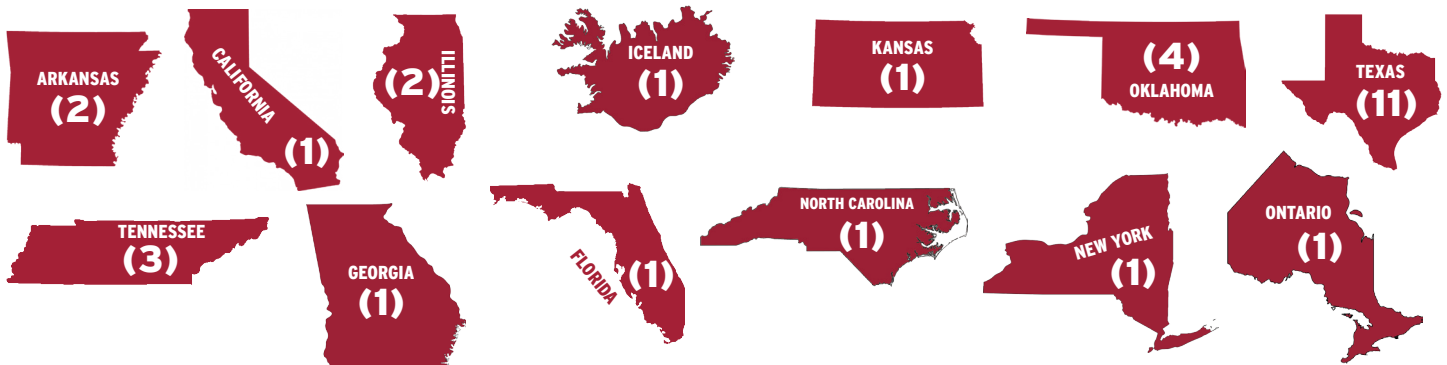 ARKANSAS
(2)
CALIFORNIA
(1)
ILLINOIS
(2)
ICELAND
(1)
KANSAS
(1)
(4)
OKLAHOMA
TEXAS
(11)
TENNESSEE
(3)
GEORGIA
(1)
FLORIDA
(1)
NORTH CAROLINA
(1)
NEW YORK
(1)
ONTARIO
(1)